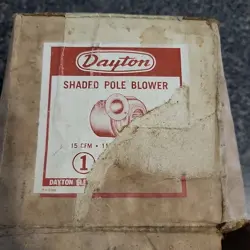 Dayton
SHADED POLE BLOWER
15 CFM •
1
DAYTON